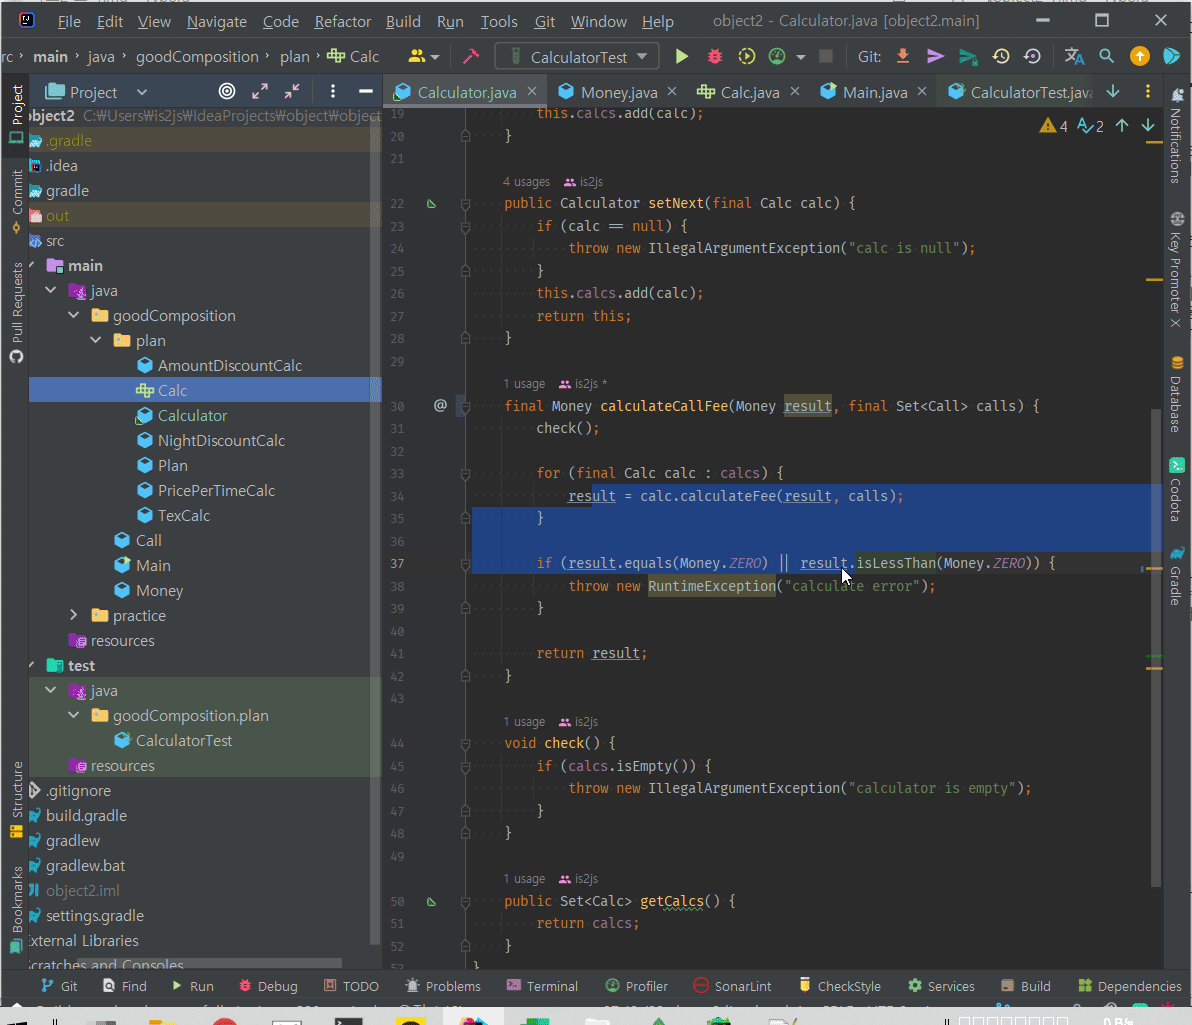 File Edit View Navigate Code Refactor Build Run Tools Git Window Help object2 - Calculator.java [object2.main]
rc main java goodComposition plan Calc CalculatorTest Git:
Project
Calculator.java Money.java Calc.java Main.java CalculatorTest.java
object2 C:₩Users₩is2js₩IdeaProjects₩object₩object
.gradle
.idea
gradle
out
src
main
java
goodComposition
plan
AmountDiscountCalc
Calc
Calculator
NightDiscountCalc
Plan
PricePerTimeCalc
TexCalc
Call
Main
Money
practice
resources
test
java
goodComposition.plan
CalculatorTest
resources
.gitignore
build.gradle
gradlew
gradlew.bat
object2.iml
settings.gradle
External Libraries
Scratches and Consoles
Project
Commit
Pull Requests
Structure
Bookmarks
4 2
19 this.calcs.add(calc);
20 }
21
4 usages is2js
22 public Calculator setNext(final Calc calc) {
23 if (calc == null) {
24 throw new IllegalArgumentException("calc is null");
25 }
26 this.calcs.add(calc);
27 return this;
28 }
29
1 usage is2js *
30 @ final Money calculateCallFee(Money result, final Set<Call> calls) {
31 check();
32
33 for (final Calc calc : calcs) {
34 result = calc.calculateFee(result, calls);
35 }
36
37 if (result.equals(Money.ZERO) || result.isLessThan(Money.ZERO)) {
38 throw new RuntimeException("calculate error");
39 }
40
41 return result;
42 }
43
1 usage is2js
44 void check() {
45 if (calcs.isEmpty()) {
46 throw new IllegalArgumentException("calculator is empty");
47 }
48 }
49
1 usage is2js
50 public Set<Calc> getCalcs() {
51 return calcs;
52 }
53 }
Notifications
Key Promoter X
Database
Codota
Gradle
Git Find Run Debug TODO Problems Terminal Profiler SonarLint CheckStyle Services Build Dependencies